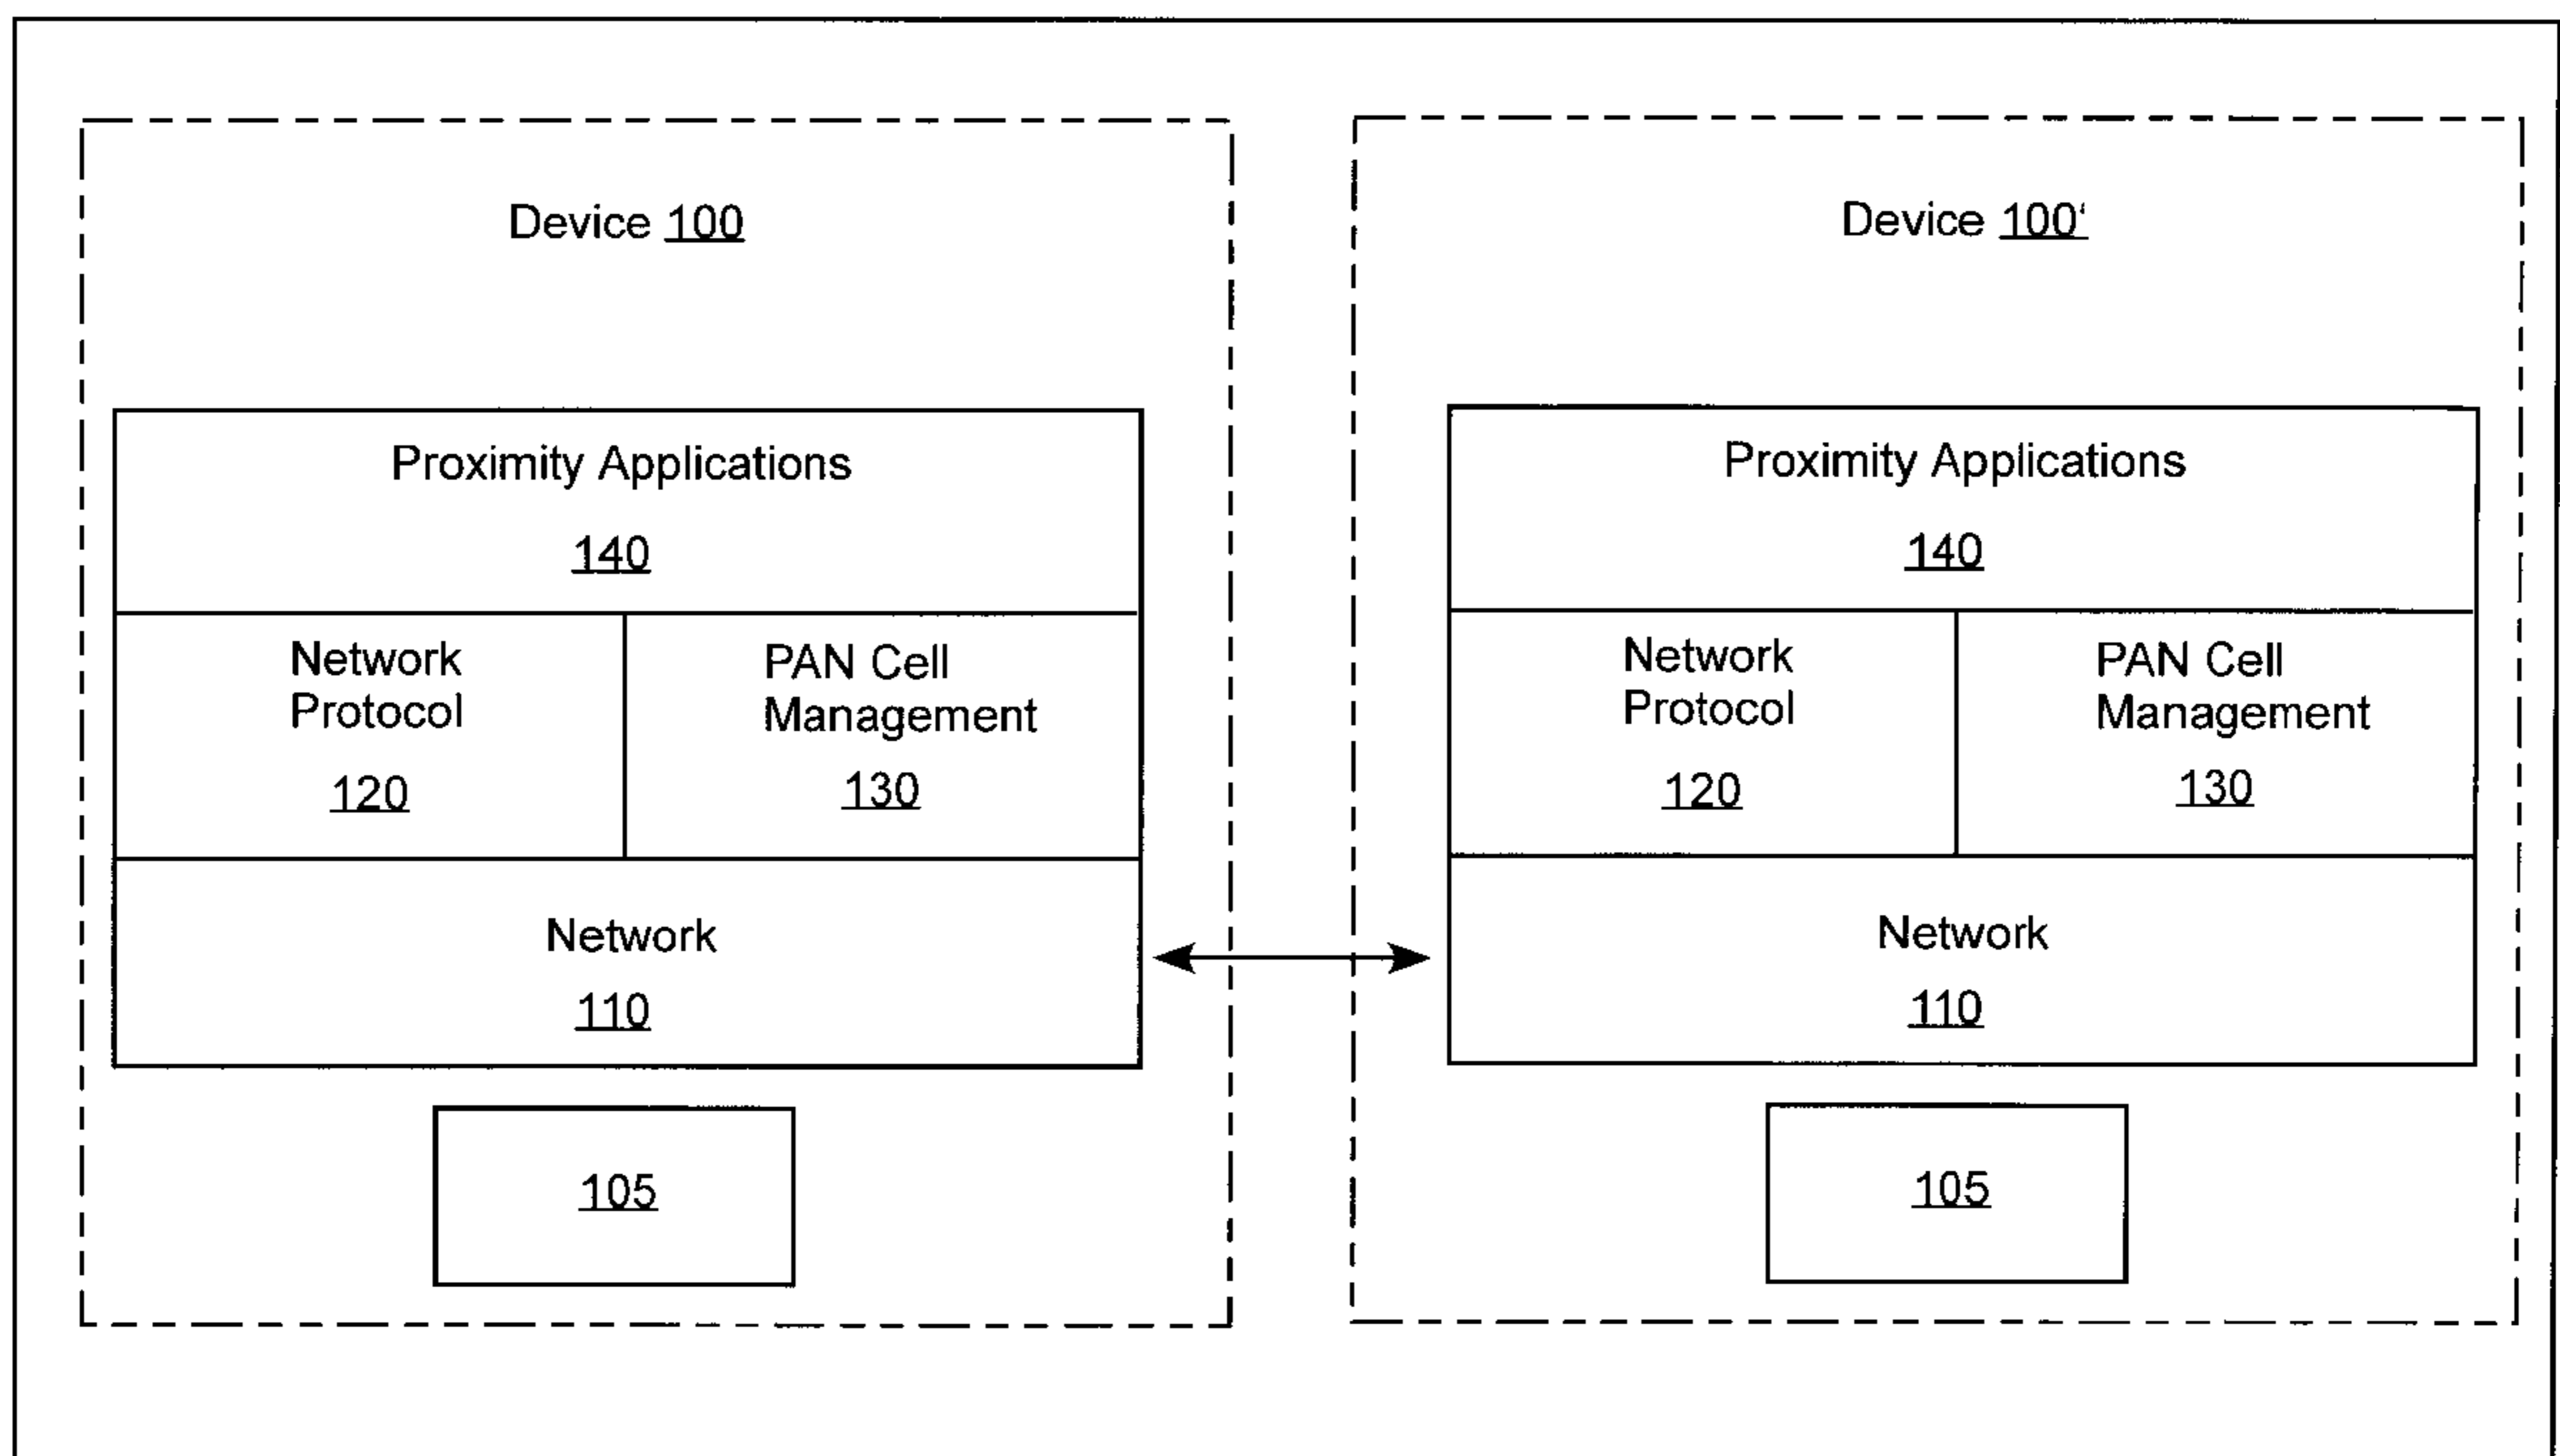 Device 100
Proximity Applications
140
Network
Protocol
120
PAN Cell
Management
130
Network
110
105
Device 100'
Proximity Applications
140
Network
Protocol
120
PAN Cell
Management
130
Network
110
105